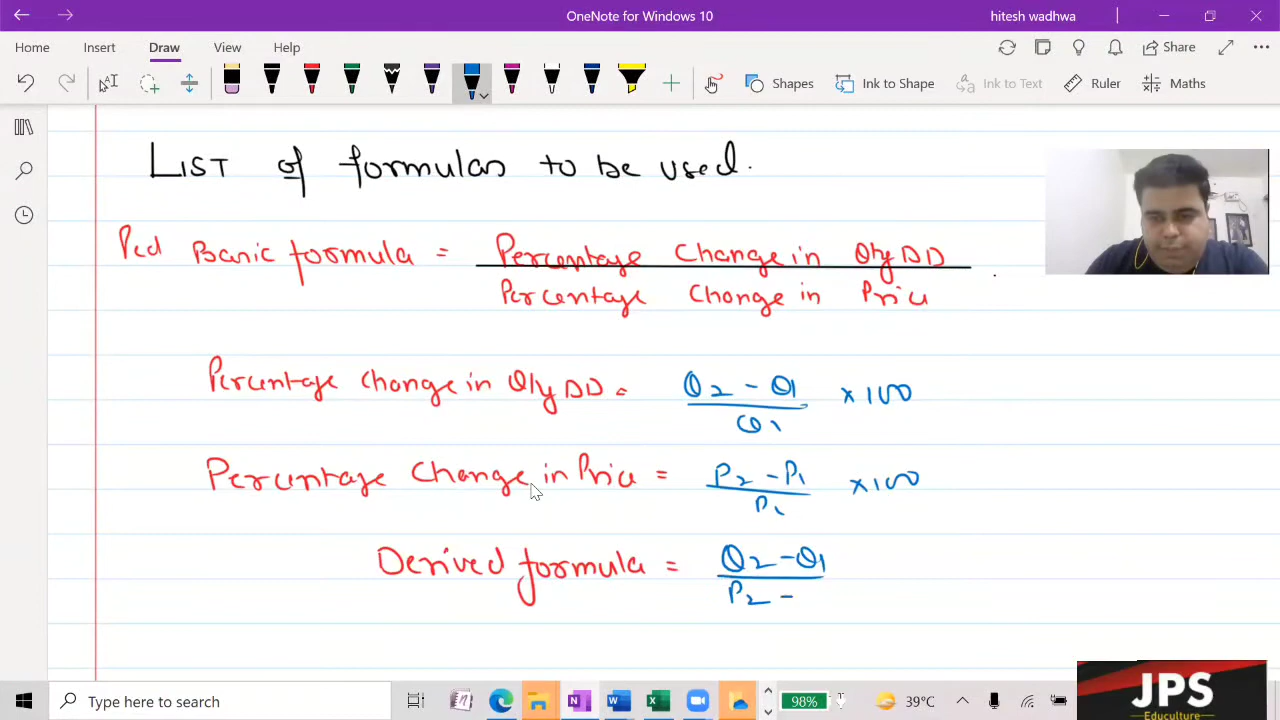 OneNote for Windows 10
hitesh wadhwa
Home Insert Draw View Help
Share
Shapes
Ink to Shape
Ink to Text
Ruler
Maths
LIST of formulas to be used.
Ped Basic formula = Percentage Change in Qty DD
Percentage Change in Price
Percentage change in Qty DD = Q2 - Q1 × 100
Q1
Percentage Change in Price = P2 - P1 × 100
P1
Derived formula = Q2 - Q1
P2 -
Type here to search
98%
39°C
JPS
Educulture